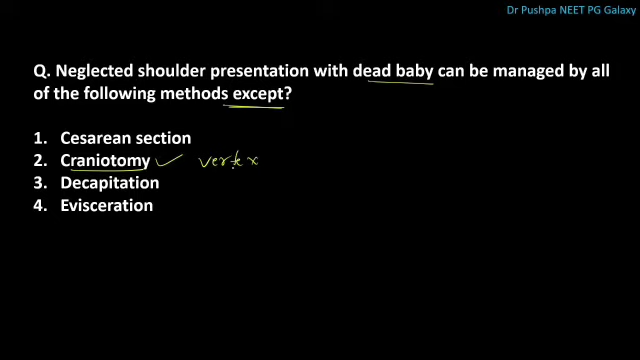 Dr Pushpa NEET PG Galaxy
Q. Neglected shoulder presentation with dead baby can be managed by all
of the following methods except?
1. Cesarean section
2. Craniotomy ✓ vertex
3. Decapitation
4. Evisceration